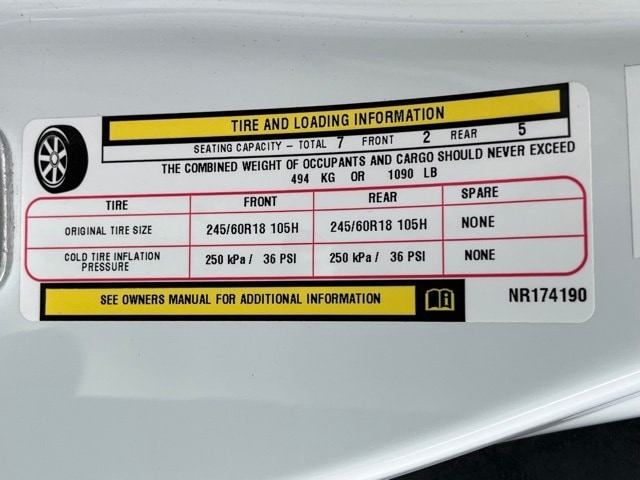 TIRE AND LOADING INFORMATION
SEATING CAPACITY – TOTAL 7 FRONT 2 REAR 5
THE COMBINED WEIGHT OF OCCUPANTS AND CARGO SHOULD NEVER EXCEED
494 KG OR 1090 LB
TIRE FRONT REAR SPARE
ORIGINAL TIRE SIZE 245/60R18 105H 245/60R18 105H NONE
COLD TIRE INFLATION PRESSURE 250 kPa / 36 PSI 250 kPa / 36 PSI NONE
SEE OWNERS MANUAL FOR ADDITIONAL INFORMATION NR174190